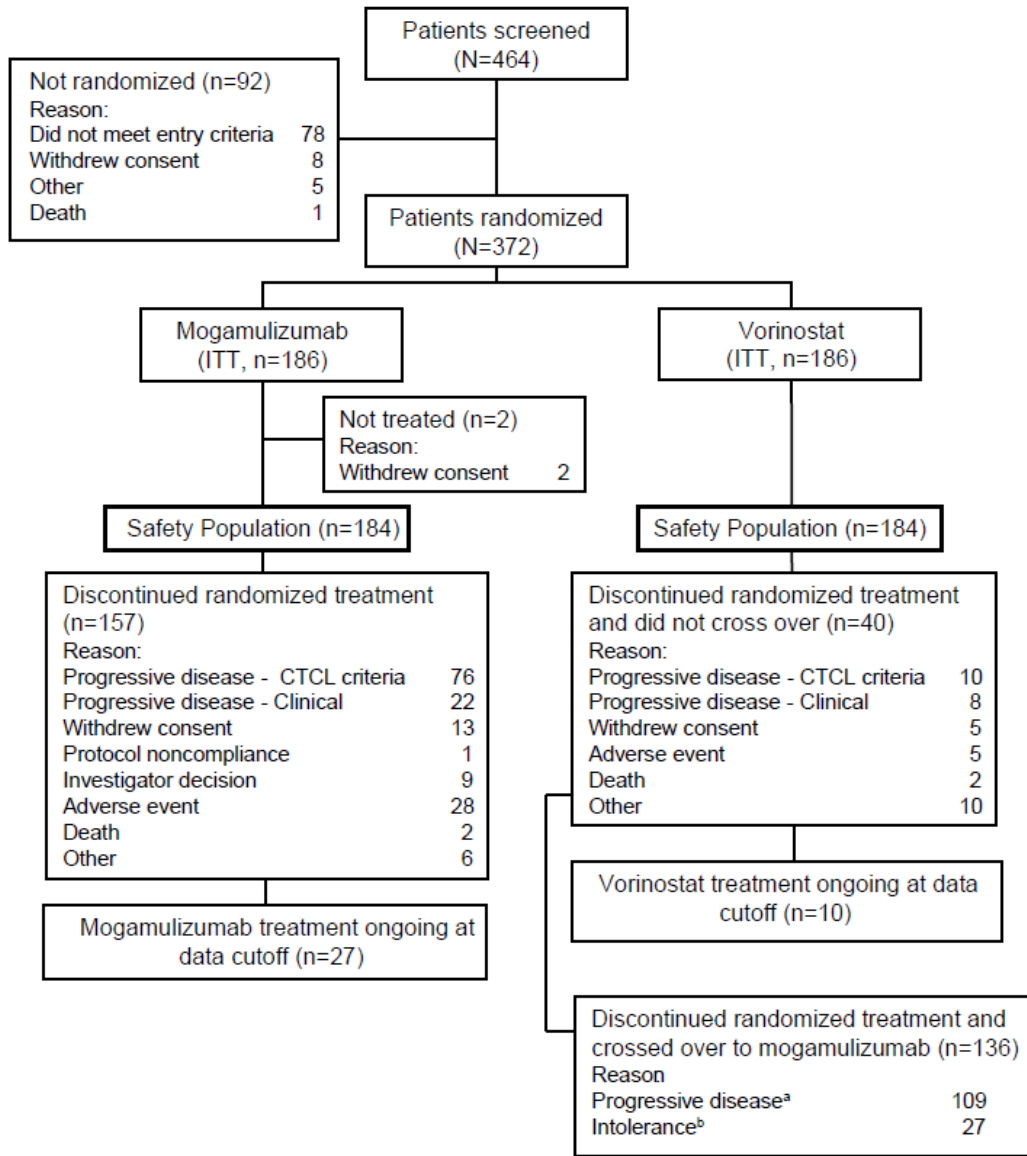 Patients screened
(N=464)
Not randomized (n=92)
Reason:
Did not meet entry criteria 78
Withdrew consent 8
Other 5
Death 1
Patients randomized
(N=372)
Mogamulizumab
(ITT, n=186)
Vorinostat
(ITT, n=186)
Not treated (n=2)
Reason:
Withdrew consent 2
Safety Population (n=184)
Safety Population (n=184)
Discontinued randomized treatment
(n=157)
Reason:
Progressive disease - CTCL criteria 76
Progressive disease - Clinical 22
Withdrew consent 13
Protocol noncompliance 1
Investigator decision 9
Adverse event 28
Death 2
Other 6
Discontinued randomized treatment
and did not cross over (n=40)
Reason:
Progressive disease - CTCL criteria 10
Progressive disease - Clinical 8
Withdrew consent 5
Adverse event 5
Death 2
Other 10
Mogamulizumab treatment ongoing at
data cutoff (n=27)
Vorinostat treatment ongoing at data
cutoff (n=10)
Discontinued randomized treatment and
crossed over to mogamulizumab (n=136)
Reason
Progressive diseaseᵃ 109
Intoleranceᵇ 27